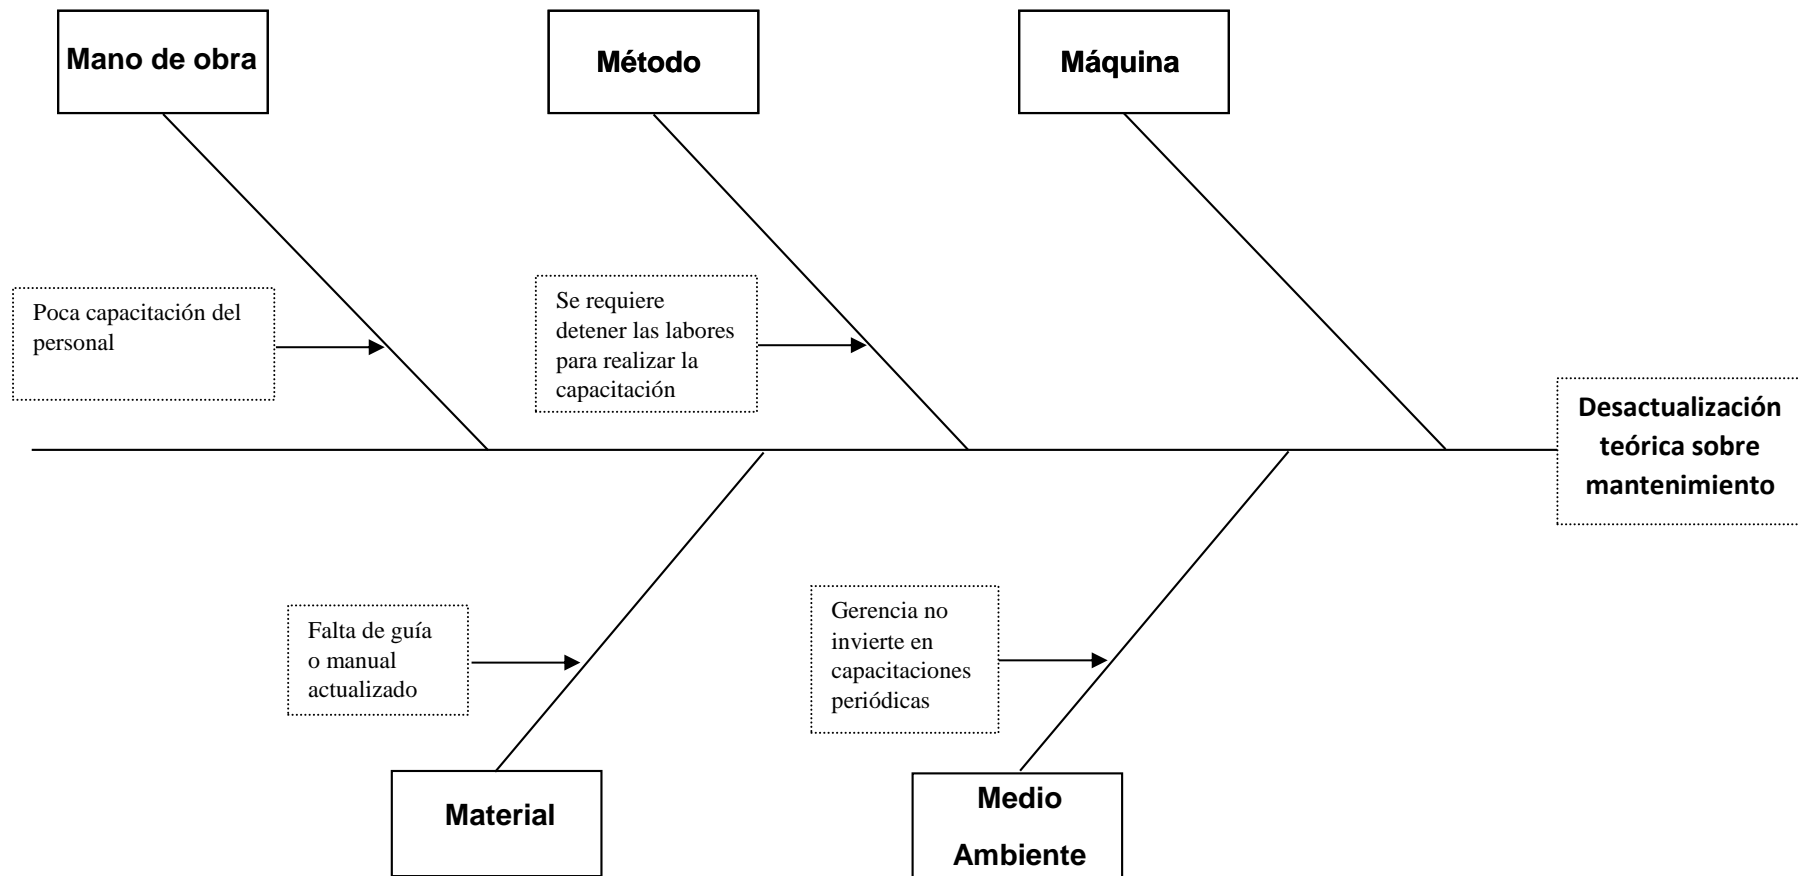 Mano de obra
Método
Máquina
Poca capacitación del
personal
Se requiere
detener las labores
para realizar la
capacitación
Desactualización
teórica sobre
mantenimiento
Falta de guía
o manual
actualizado
Gerencia no
invierte en
capacitaciones
periódicas
Material
Medio
Ambiente